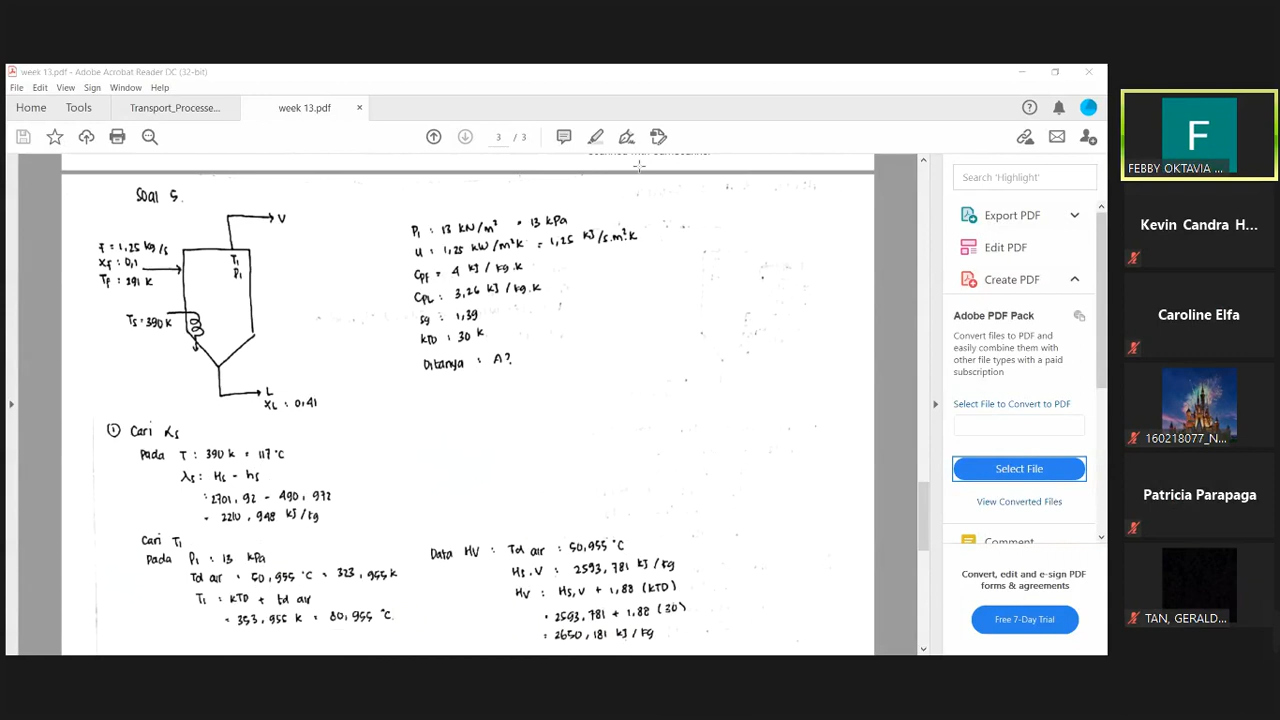 week 13.pdf - Adobe Acrobat Reader DC (32-bit)
File Edit View Sign Window Help
Home Tools Transport_Processe... week 13.pdf ×
3 / 3
Soal 5.
V
F = 1,25 kg/s
XF = 0,1
TF = 291 K
T1
P1
TS = 390 K
L
XL : 0,41
P1 : 13 KN/m² = 13 kPa
U : 1,25 kW/m²K = 1,25 KJ/s.m².K
CPF = 4 KJ/kg.K
CPL : 3,26 KJ/kg.K
sg : 1,39
KTD : 30 K
Ditanya : A?
① Cari λs
Pada T : 390 K = 117 °C
λs : Hs - hs
: 2701,92 - 490,972
= 2210,948 KJ/kg
Cari T1
Pada P1 : 13 kPa
Td air = 50,955 °C = 323,955 K
T1 : KTD + td air
= 353,955 K = 80,955 °C.
Data HV : Td air : 50,955 °C
Hs,V : 2593,781 KJ/kg
HV : Hs,V + 1,88 (KTD)
= 2593,781 + 1,88 (30)
= 2650,181 KJ/kg
Search 'Highlight'
Export PDF
Edit PDF
Create PDF
Adobe PDF Pack
Convert files to PDF and
easily combine them with
other file types with a paid
subscription
Select File to Convert to PDF
Select File
View Converted Files
Comment
Convert, edit and e-sign PDF
forms & agreements
Free 7-Day Trial
F
FEBBY OKTAVIA ...
Kevin Candra H...
Caroline Elfa
160218077_N...
Patricia Parapaga
TAN, GERALD...